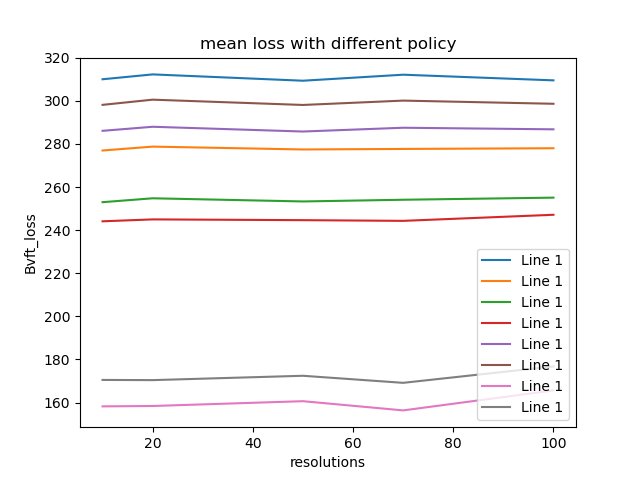 mean loss with different policy
320
300
280
260
240
220
200
180
160
Bvft_loss
20
40
60
80
100
resolutions
Line 1
Line 1
Line 1
Line 1
Line 1
Line 1
Line 1
Line 1